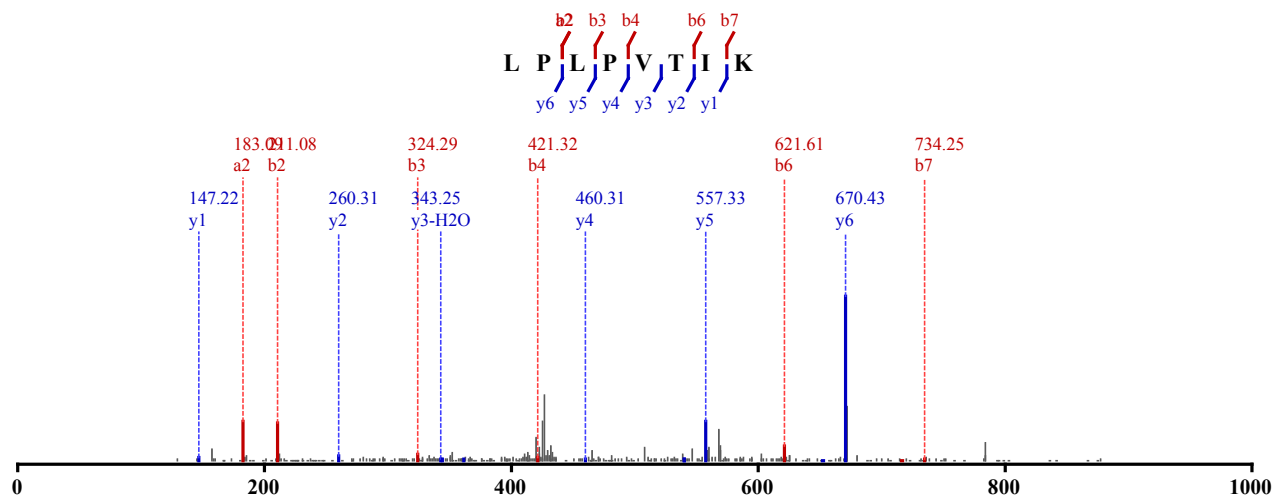 b2 b3 b4 b6 b7
L P L P V T I K
y6 y5 y4 y3 y2 y1
183.09 211.08 324.29 421.32 621.61 734.25
a2 b2 b3 b4 b6 b7
147.22 260.31 343.25 460.31 557.33 670.43
y1 y2 y3-H2O y4 y5 y6
0 200 400 600 800 1000